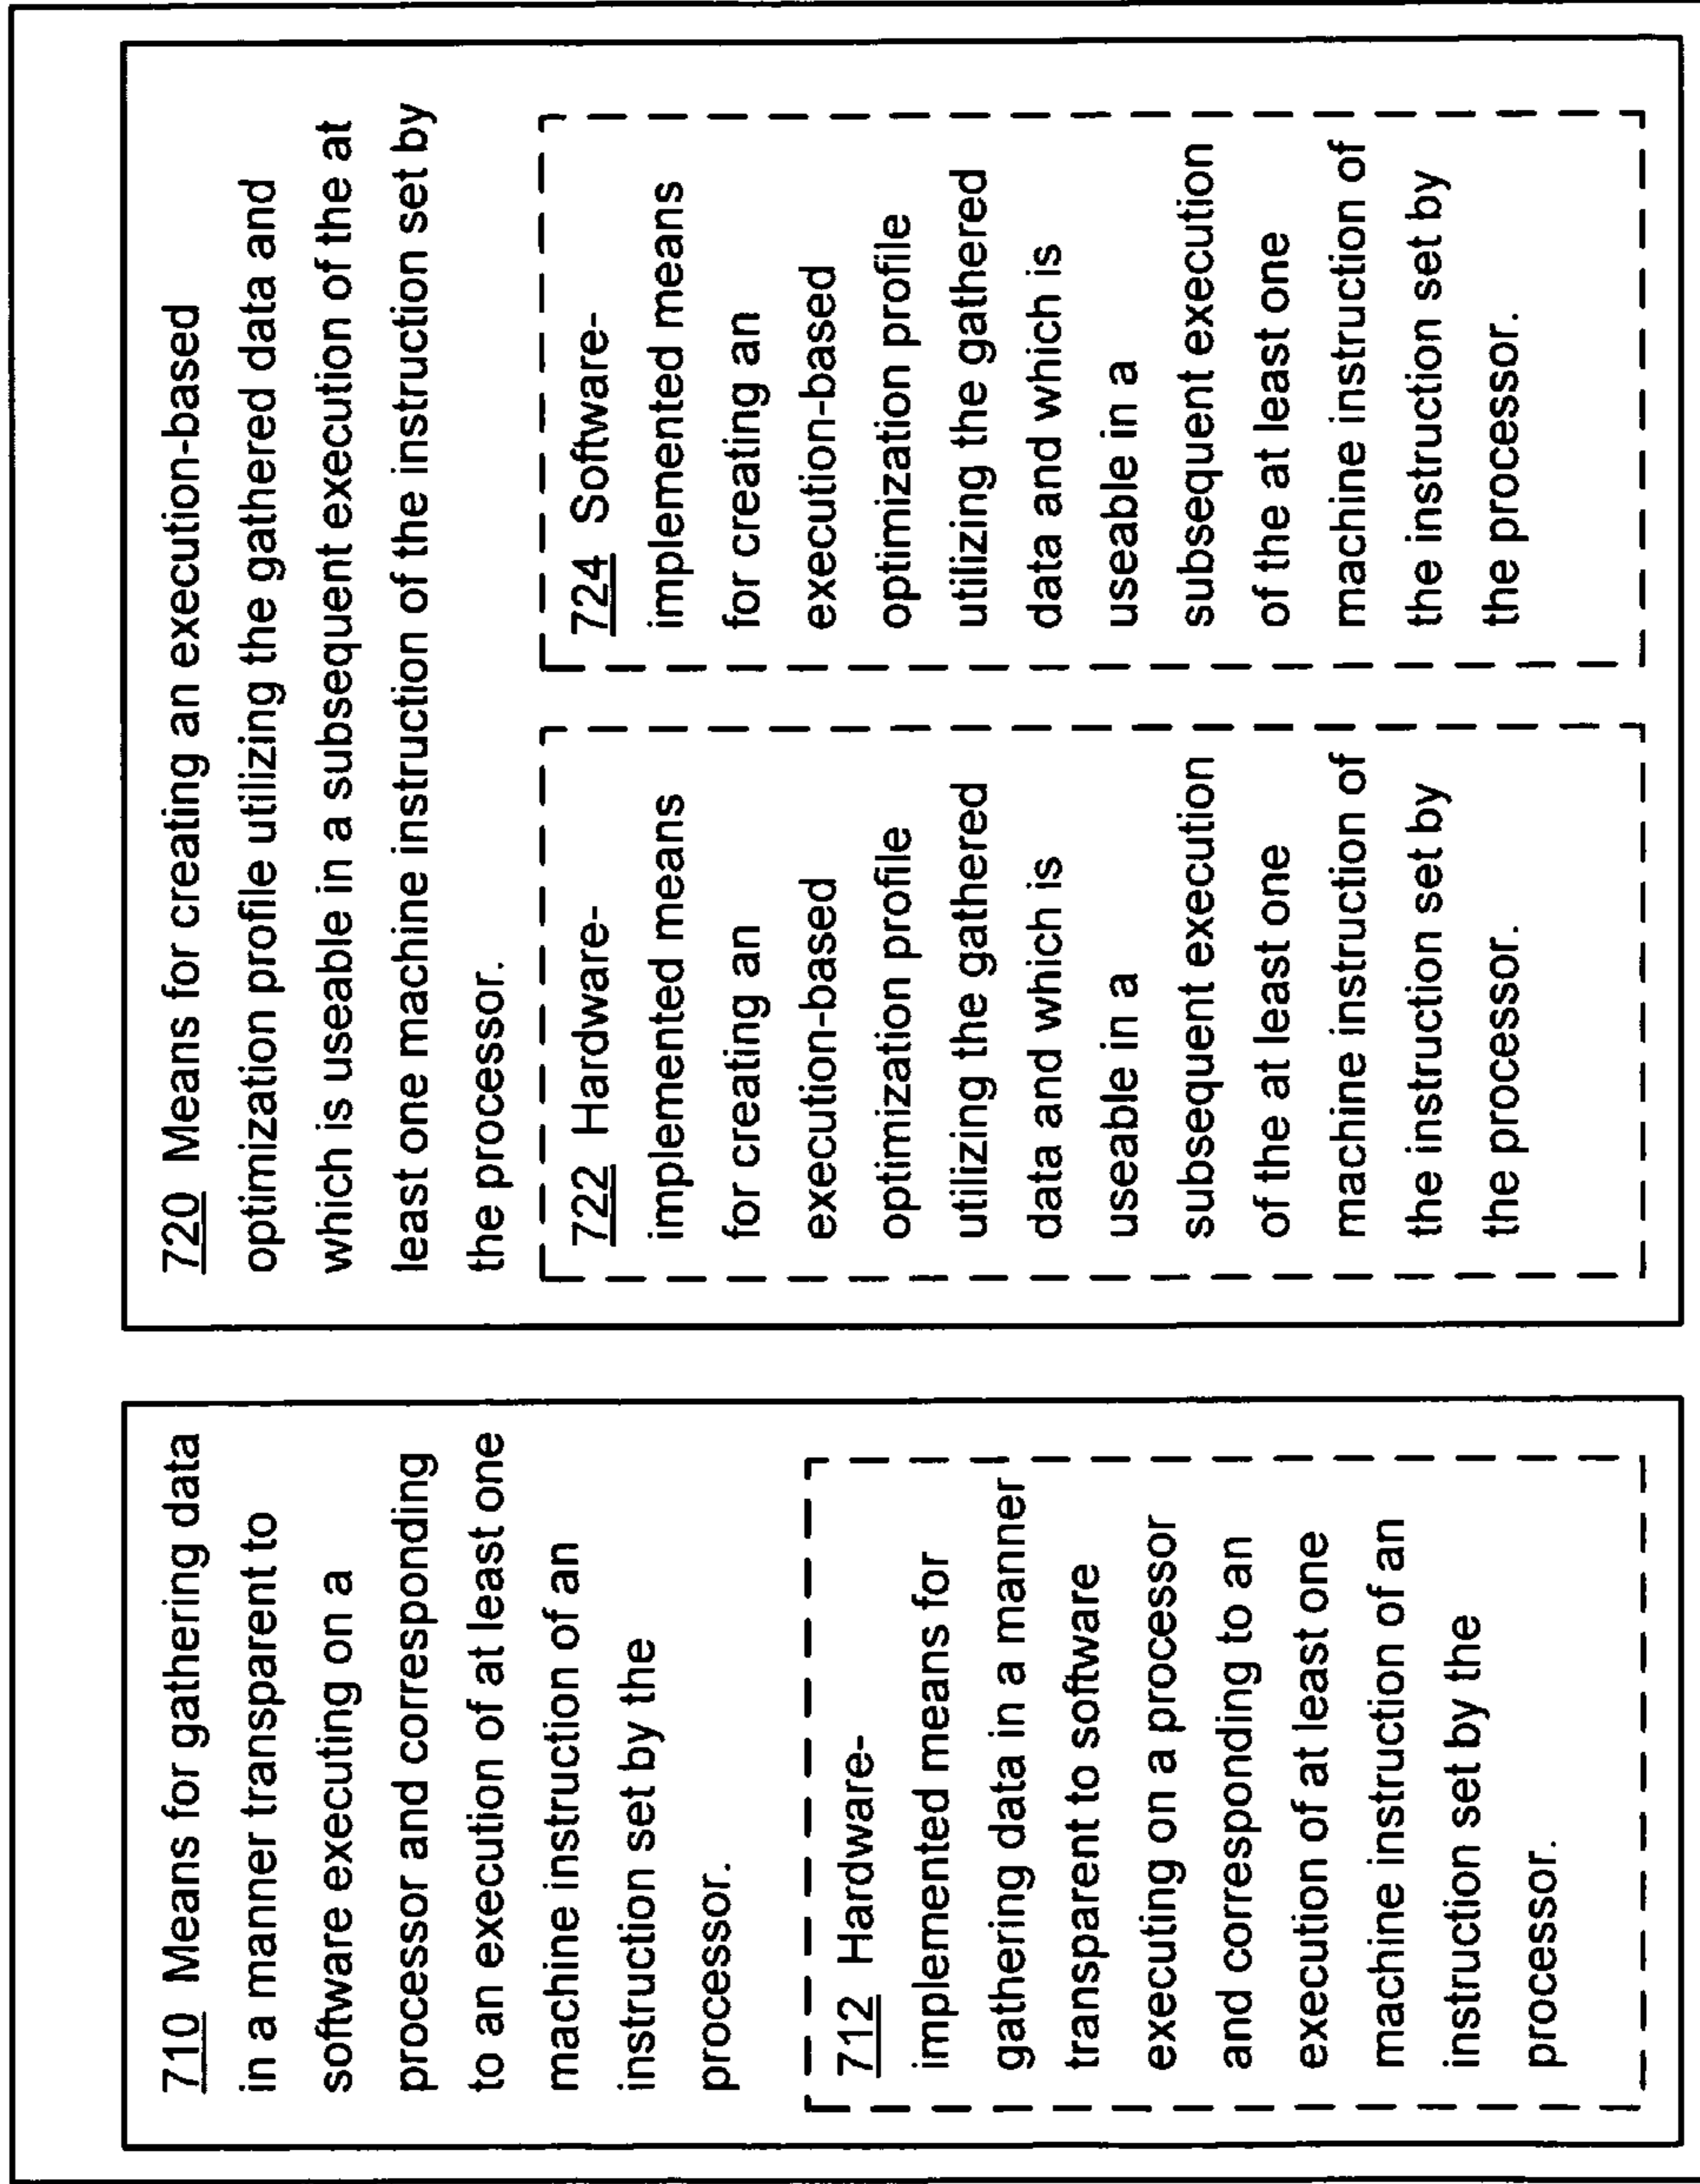 710 Means for gathering data
in a manner transparent to
software executing on a
processor and corresponding
to an execution of at least one
machine instruction of an
instruction set by the
processor.
712 Hardware-
implemented means for
gathering data in a manner
transparent to software
executing on a processor
and corresponding to an
execution of at least one
machine instruction of an
instruction set by the
processor.
720 Means for creating an execution-based
optimization profile utilizing the gathered data and
which is useable in a subsequent execution of the at
least one machine instruction of the instruction set by
the processor.
722 Hardware-
implemented means
for creating an
execution-based
optimization profile
utilizing the gathered
data and which is
useable in a
subsequent execution
of the at least one
machine instruction of
the instruction set by
the processor.
724 Software-
implemented means
for creating an
execution-based
optimization profile
utilizing the gathered
data and which is
useable in a
subsequent execution
of the at least one
machine instruction of
the instruction set by
the processor.